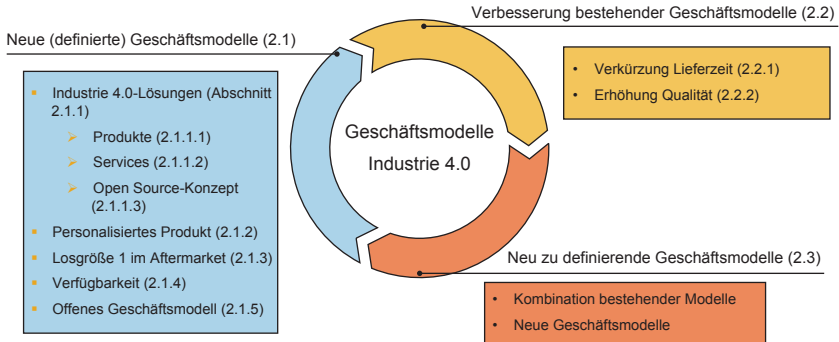 Verbesserung bestehender Geschäftsmodelle (2.2)
Neue (definierte) Geschäftsmodelle (2.1)
Industrie 4.0-Lösungen (Abschnitt
2.1.1)
Produkte (2.1.1.1)
Services (2.1.1.2)
Open Source-Konzept
(2.1.1.3)
Personalisiertes Produkt (2.1.2)
Losgröße 1 im Aftermarket (2.1.3)
Verfügbarkeit (2.1.4)
Offenes Geschäftsmodell (2.1.5)
Geschäftsmodelle
Industrie 4.0
• Verkürzung Lieferzeit (2.2.1)
• Erhöhung Qualität (2.2.2)
Neu zu definierende Geschäftsmodelle (2.3)
• Kombination bestehender Modelle
• Neue Geschäftsmodelle